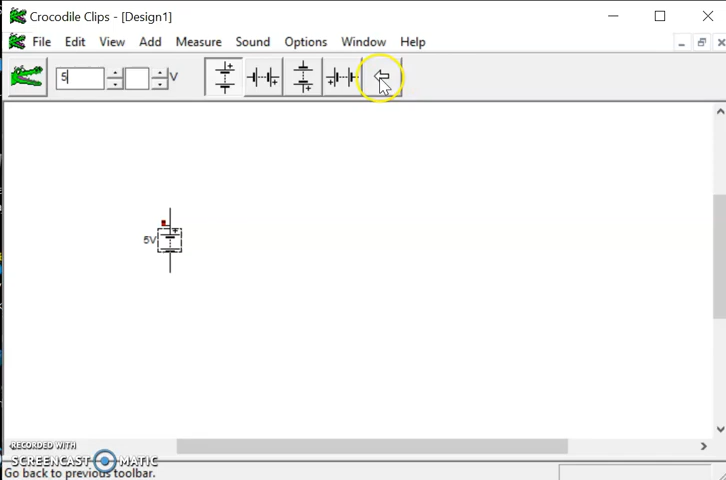 Crocodile Clips - [Design1]
File Edit View Add Measure Sound Options Window Help
5 V
5V
RECORDED WITH
SCREENCAST MATIC
Go back to previous toolbar.